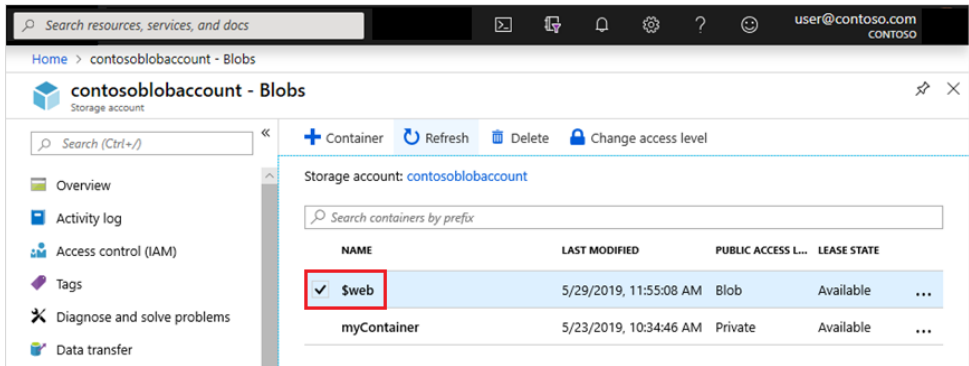 Search resources, services, and docs
user@contoso.com
CONTOSO
Home > contosoblobaccount - Blobs
contosoblobaccount - Blobs
Storage account
Search (Ctrl+/)
Overview
Activity log
Access control (IAM)
Tags
Diagnose and solve problems
Data transfer
Container Refresh Delete Change access level
Storage account: contosoblobaccount
Search containers by prefix
NAME LAST MODIFIED PUBLIC ACCESS L... LEASE STATE
$web 5/29/2019, 11:55:08 AM Blob Available ...
myContainer 5/23/2019, 10:34:46 AM Private Available ...